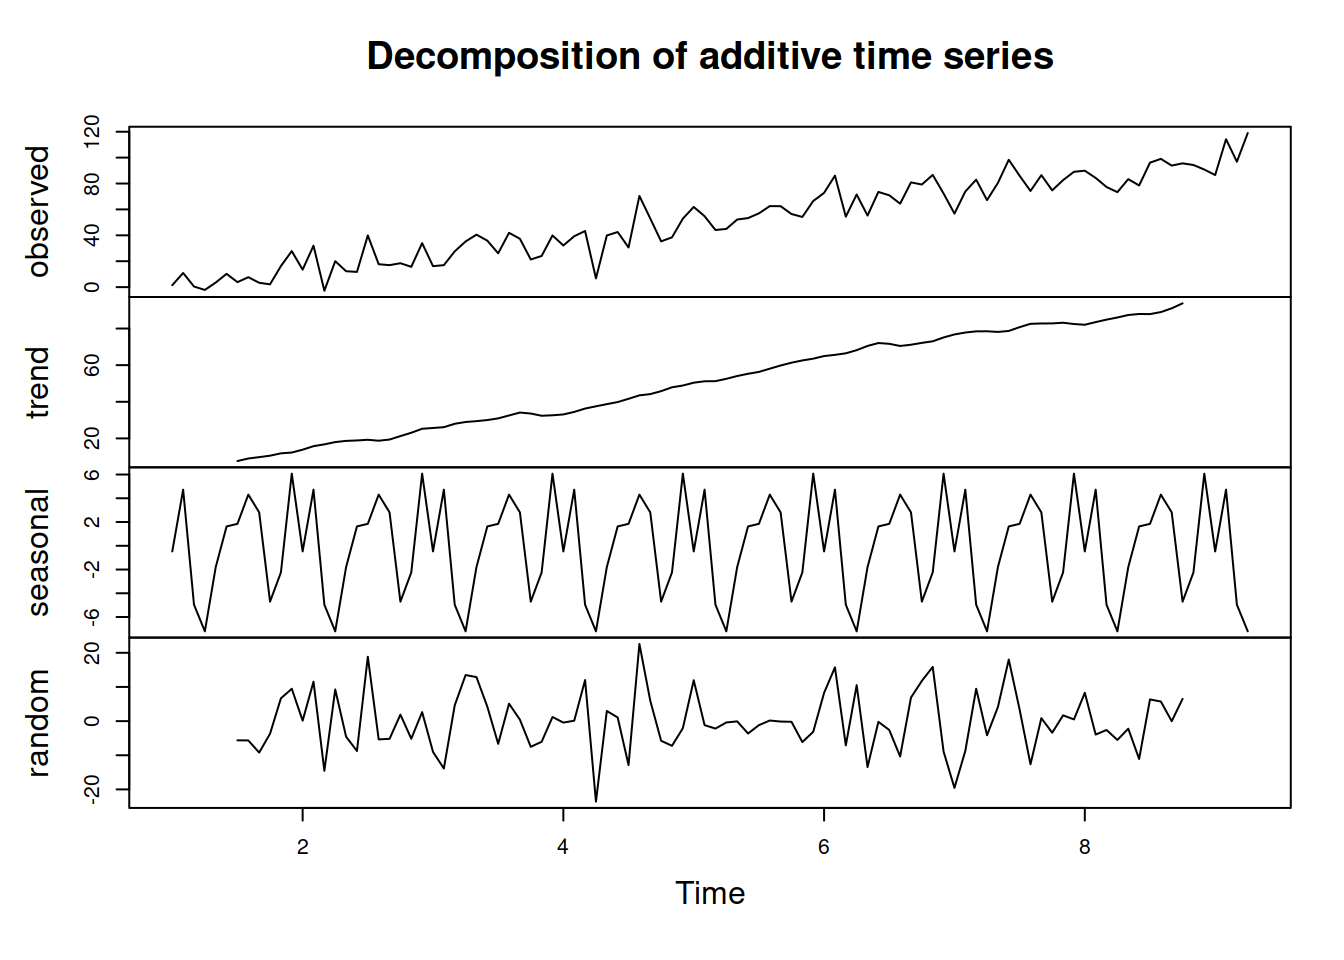 Decomposition of additive time series
observed
0 40 80 120
trend
20 60
seasonal
-6 -2 2 6
random
-20 0 20
2 4 6 8
Time